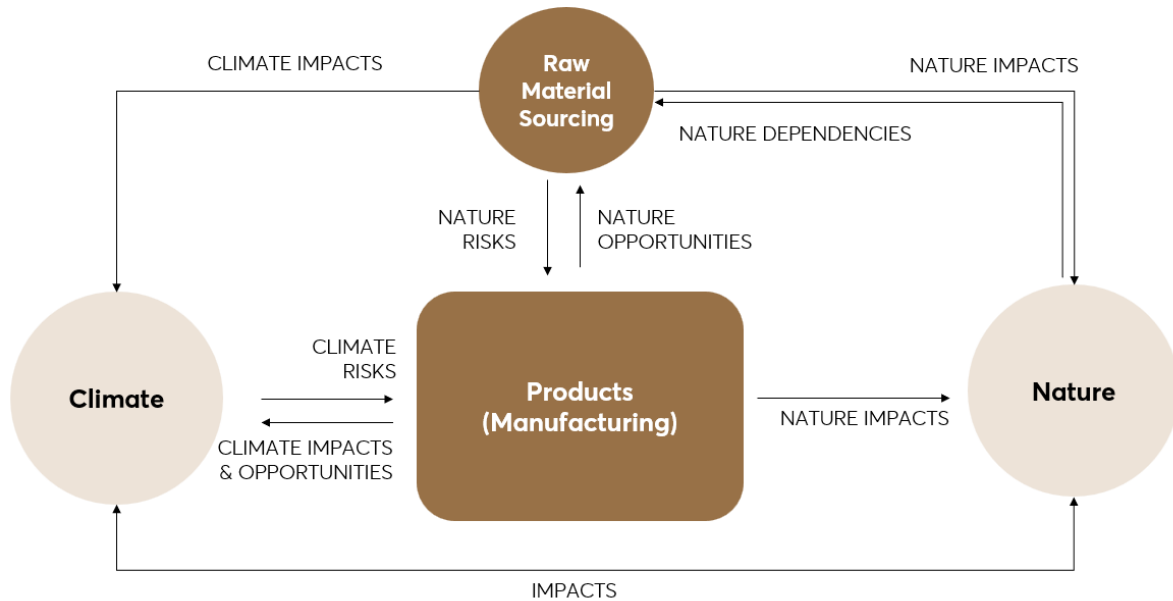 CLIMATE IMPACTS
Raw
Material
Sourcing
NATURE IMPACTS
NATURE DEPENDENCIES
NATURE
RISKS
NATURE
OPPORTUNITIES
Climate
CLIMATE
RISKS
CLIMATE IMPACTS
& OPPORTUNITIES
Products
(Manufacturing)
NATURE IMPACTS
Nature
IMPACTS